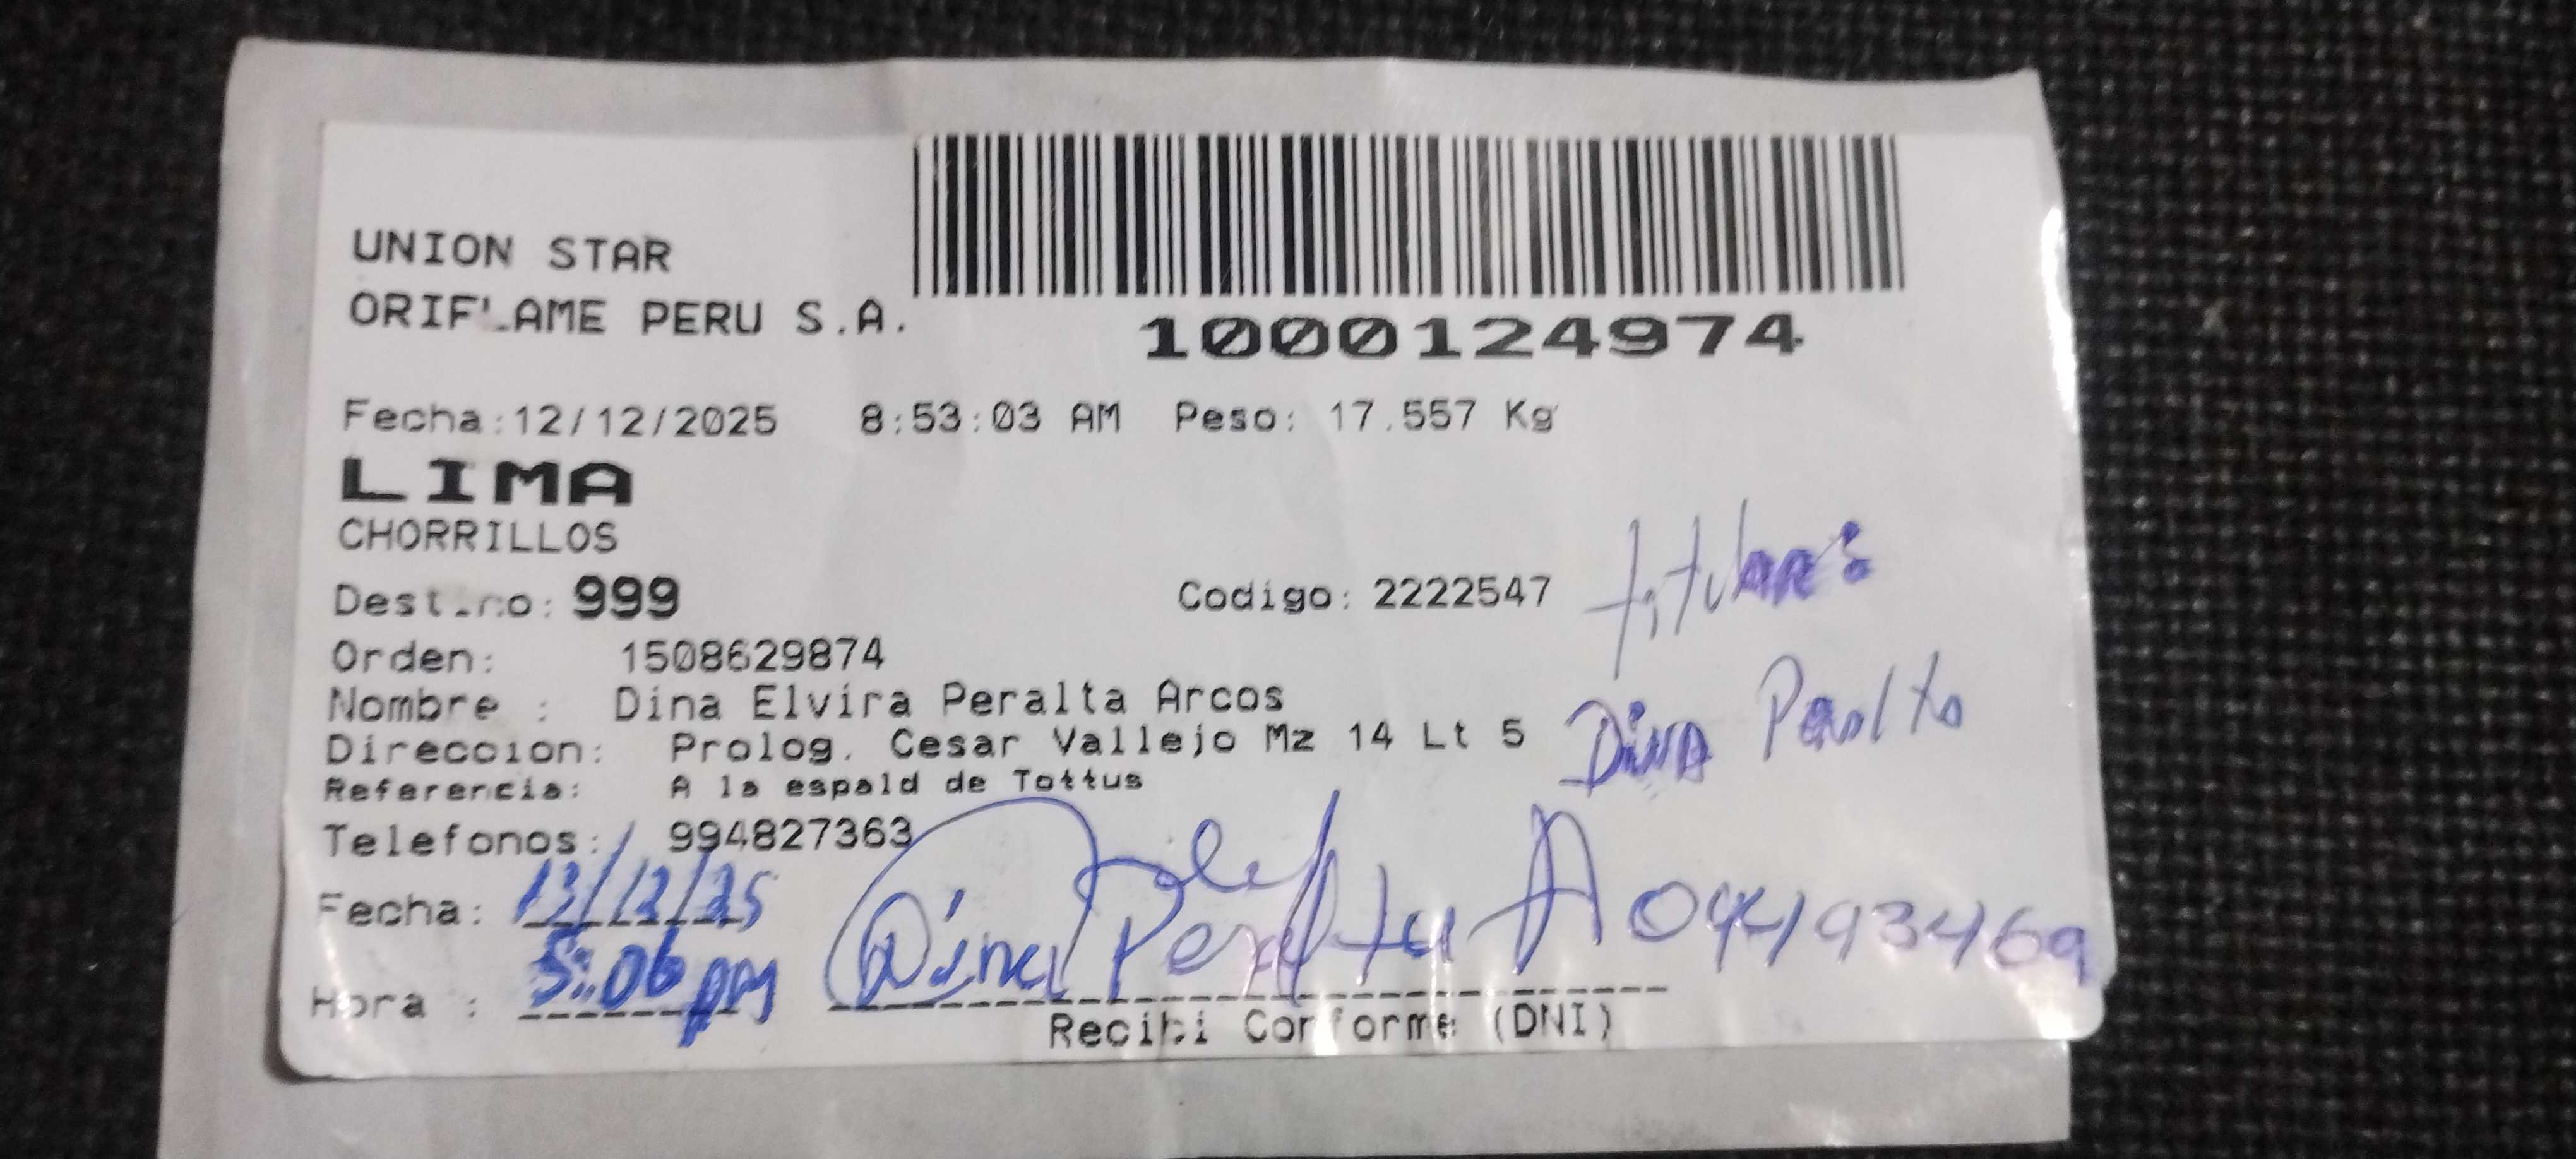 UNION STAR
ORIFLAME PERU S.A.
1000124974
Fecha:12/12/2025 8:53:03 AM Peso: 17.557 Kg
LIMA
CHORRILLOS
Destino: 999 Codigo: 2222547
titular:
Orden: 1508629874
Nombre : Dina Elvira Peralta Arcos
Dina Peralta
Direccion: Prolog. Cesar Vallejo Mz 14 Lt 5
Referencia: A la espald de Tottus
Telefonos: 994827363
Fecha: 13/12/25
Dina Peralta A
Hora : 5:06 pm
Recibi Conforme (DNI)